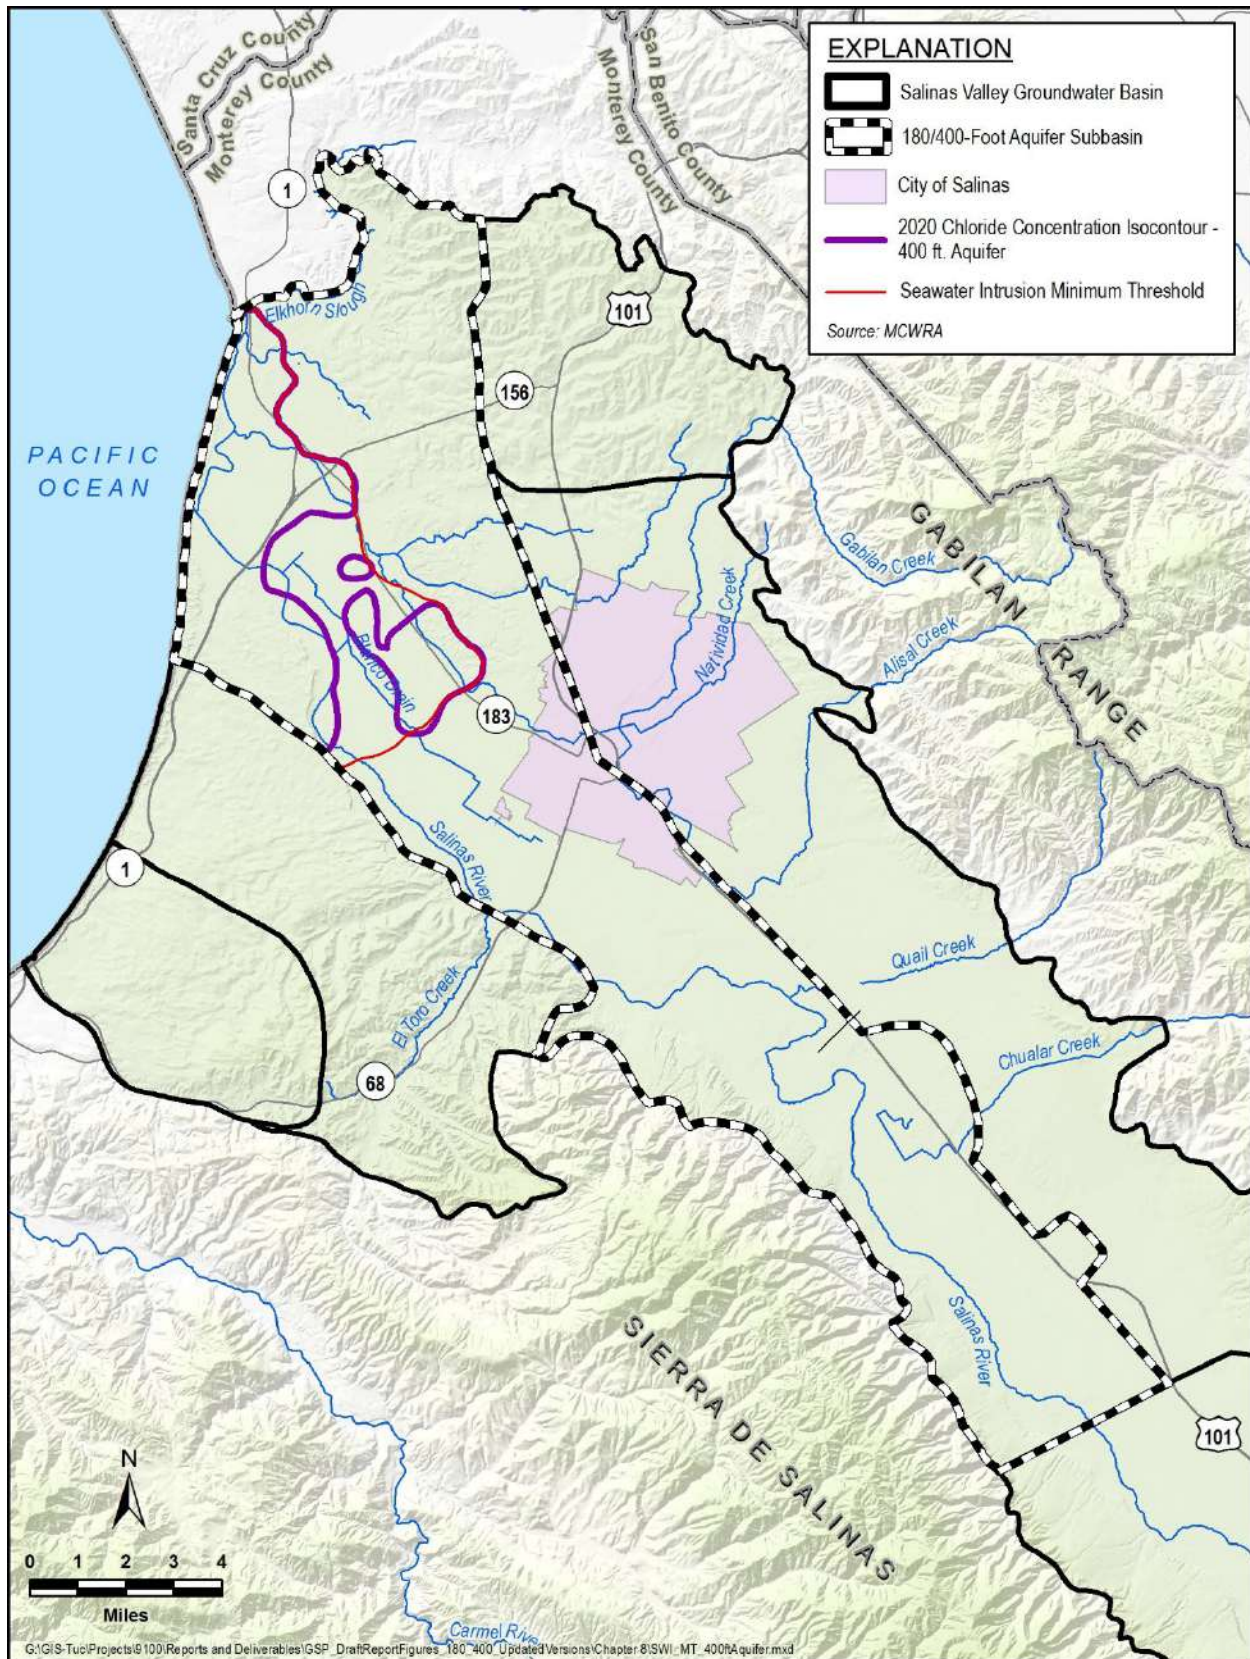 EXPLANATION
Salinas Valley Groundwater Basin
180/400-Foot Aquifer Subbasin
City of Salinas
2020 Chloride Concentration Isocontour -
400 ft. Aquifer
Seawater Intrusion Minimum Threshold
Source: MCWRA
Santa Cruz County
Monterey County
San Benito County
Monterey County
1
Elkhorn Slough
101
156
PACIFIC
OCEAN
GABILAN
RANGE
Gabilan Creek
Natividad Creek
Alisal Creek
Blanco Drain
183
Salinas River
1
Quail Creek
El Toro Creek
Chualar Creek
68
Salinas River
SIERRA DE SALINAS
101
N
0 1 2 3 4
Miles
Carmel River
G:\GIS-Tuc\Projects\9100\Reports and Deliverables\GSP_DraftReportFigures_180_400_UpdatedVersions\Chapter 8\SWI_MT_400ftAquifer.mxd